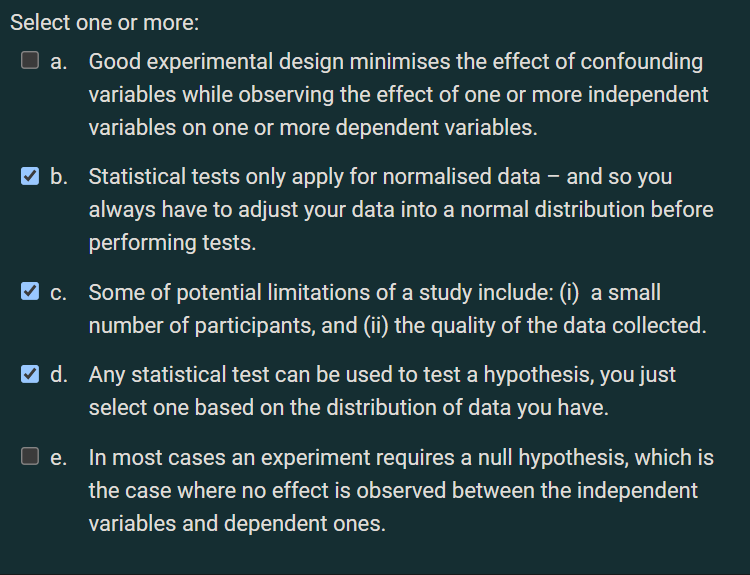 Select one or more:
a. Good experimental design minimises the effect of confounding
variables while observing the effect of one or more independent
variables on one or more dependent variables.
b. Statistical tests only apply for normalised data – and so you
always have to adjust your data into a normal distribution before
performing tests.
c. Some of potential limitations of a study include: (i) a small
number of participants, and (ii) the quality of the data collected.
d. Any statistical test can be used to test a hypothesis, you just
select one based on the distribution of data you have.
e. In most cases an experiment requires a null hypothesis, which is
the case where no effect is observed between the independent
variables and dependent ones.